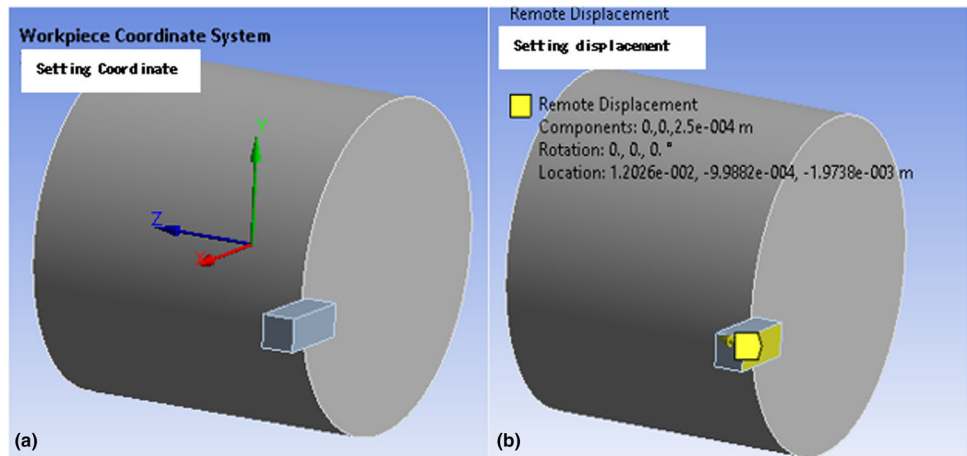 Workpiece Coordinate System
Setting Coordinate
Y
Z
X
(a)
Remote Displacement
Setting displacement
Remote Displacement
Components: 0.,0.,2.5e-004 m
Rotation: 0., 0., 0. °
Location: 1.2026e-002, -9.9882e-004, -1.9738e-003 m
(b)